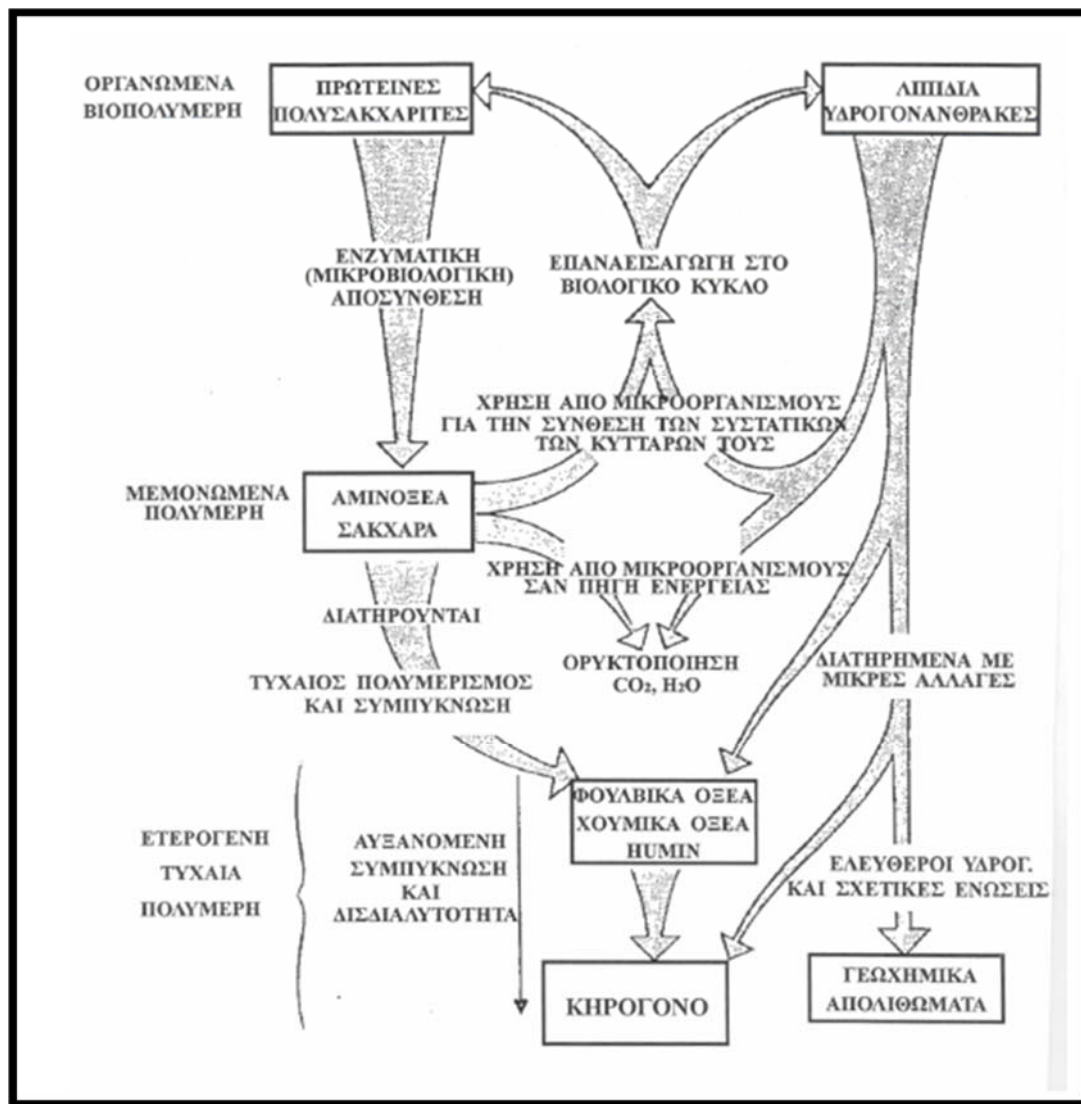 ΟΡΓΑΝΩΜΕΝΑ
ΒΙΟΠΟΛΥΜΕΡΗ
ΠΡΩΤΕΙΝΕΣ
ΠΟΛΥΣΑΚΧΑΡΙΤΕΣ
ΛΙΠΙΔΙΑ
ΥΔΡΟΓΟΝΑΝΘΡΑΚΕΣ
ΕΝΖΥΜΑΤΙΚΗ
(ΜΙΚΡΟΒΙΟΛΟΓΙΚΗ)
ΑΠΟΣΥΝΘΕΣΗ
ΕΠΑΝΑΕΙΣΑΓΩΓΗ ΣΤΟ
ΒΙΟΛΟΓΙΚΟ ΚΥΚΛΟ
ΧΡΗΣΗ ΑΠΟ ΜΙΚΡΟΟΡΓΑΝΙΣΜΟΥΣ
ΓΙΑ ΤΗΝ ΣΥΝΘΕΣΗ ΤΩΝ ΣΥΣΤΑΤΙΚΩΝ
ΤΩΝ ΚΥΤΤΑΡΩΝ ΤΟΥΣ
ΜΕΜΟΝΩΜΕΝΑ
ΠΟΛΥΜΕΡΗ
ΑΜΙΝΟΞΕΑ
ΣΑΚΧΑΡΑ
ΧΡΗΣΗ ΑΠΟ ΜΙΚΡΟΟΡΓΑΝΙΣΜΟΥΣ
ΣΑΝ ΠΗΓΗ ΕΝΕΡΓΕΙΑΣ
ΔΙΑΤΗΡΟΥΝΤΑΙ
ΟΡΥΚΤΟΠΟΙΗΣΗ
CO₂, H₂O
ΔΙΑΤΗΡΗΜΕΝΑ ΜΕ
ΜΙΚΡΕΣ ΑΛΛΑΓΕΣ
ΤΥΧΑΙΟΣ ΠΟΛΥΜΕΡΙΣΜΟΣ
ΚΑΙ ΣΥΜΠΥΚΝΩΣΗ
ΦΟΥΛΒΙΚΑ ΟΞΕΑ
ΧΟΥΜΙΚΑ ΟΞΕΑ
HUMIN
ΕΤΕΡΟΓΕΝΗ
ΤΥΧΑΙΑ
ΠΟΛΥΜΕΡΗ
ΑΥΞΑΝΟΜΕΝΗ
ΣΥΜΠΥΚΝΩΣΗ
ΚΑΙ
ΔΙΣΔΙΑΛΥΤΟΤΗΤΑ
ΕΛΕΥΘΕΡΟΙ ΥΔΡΟΓ.
ΚΑΙ ΣΧΕΤΙΚΕΣ ΕΝΩΣΕΙΣ
ΚΗΡΟΓΟΝΟ
ΓΕΩΧΗΜΙΚΑ
ΑΠΟΛΙΘΩΜΑΤΑ